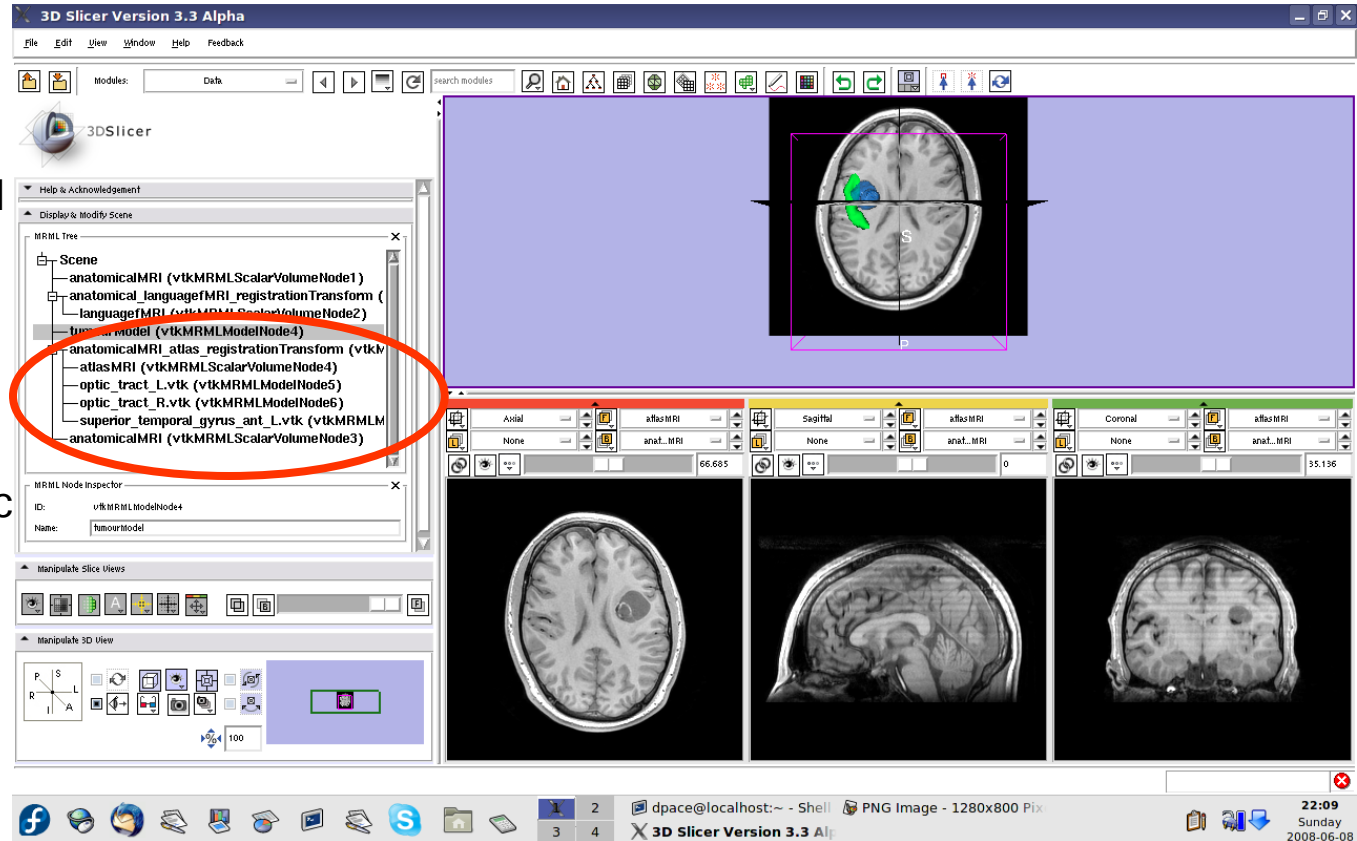 3D Slicer Version 3.3 Alpha
File Edit View Window Help Feedback
Modules: Data search modules
3DSlicer
Help & Acknowledgement
Display & Modify Scene
MRML Tree
Scene
anatomicalMRI (vtkMRMLScalarVolumeNode1)
anatomical_languagefMRI_registrationTransform (
languagefMRI (vtkMRMLScalarVolumeNode2)
tumourModel (vtkMRMLModelNode4)
anatomicalMRI_atlas_registrationTransform (vtkM
atlasMRI (vtkMRMLScalarVolumeNode4)
optic_tract_L.vtk (vtkMRMLModelNode5)
optic_tract_R.vtk (vtkMRMLModelNode6)
superior_temporal_gyrus_ant_L.vtk (vtkMRMLM
anatomicalMRI (vtkMRMLScalarVolumeNode3)
MRML Node Inspector
ID: vtkMRMLModelNode4
Name: tumourModel
Manipulate Slice Views
A B F
Manipulate 3D View
P S
R L
I A
% 100
S
P
Axial F atlasMRI Sagittal F atlasMRI Coronal F atlasMRI
L None B anat...MRI L None B anat...MRI L None B anat...MRI
66.685 0 35.136
1 2 dpace@localhost:~ - Shell PNG Image - 1280x800 Pix
3 4 3D Slicer Version 3.3 Alp
22:09
Sunday
2008-06-08